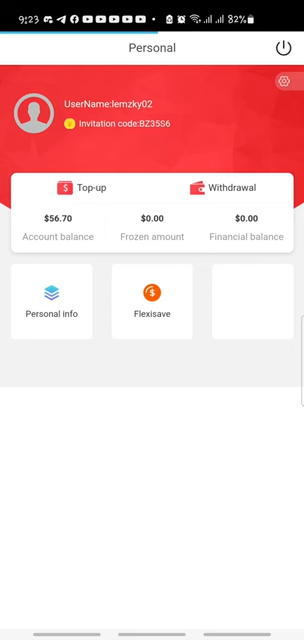 9:23
82%
Personal
UserName:lemzky02
Invitation code:BZ35S6
Top-up
Withdrawal
$56.70
$0.00
$0.00
Account balance
Frozen amount
Financial balance
Personal info
Flexisave